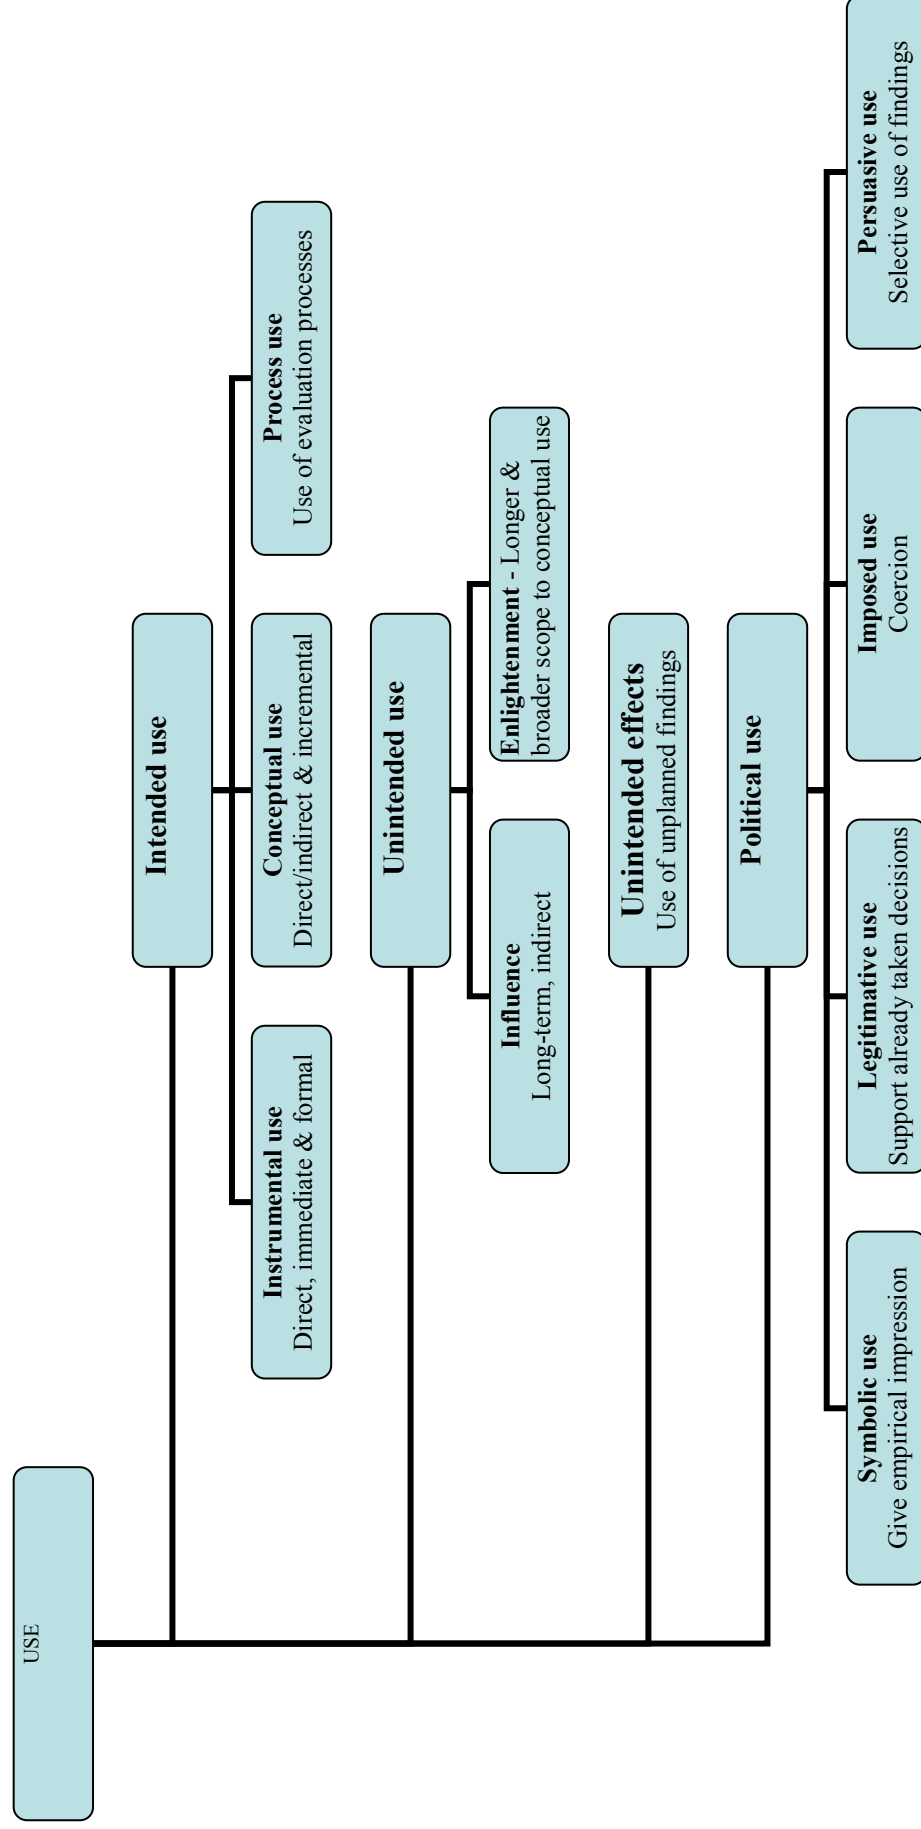 USE
Intended use
Instrumental use
Direct, immediate & formal
Conceptual use
Direct/indirect & incremental
Process use
Use of evaluation processes
Unintended use
Influence
Long-term, indirect
Enlightenment - Longer &
broader scope to conceptual use
Unintended effects
Use of unplanned findings
Political use
Symbolic use
Give empirical impression
Legitimative use
Support already taken decisions
Imposed use
Coercion
Persuasive use
Selective use of findings